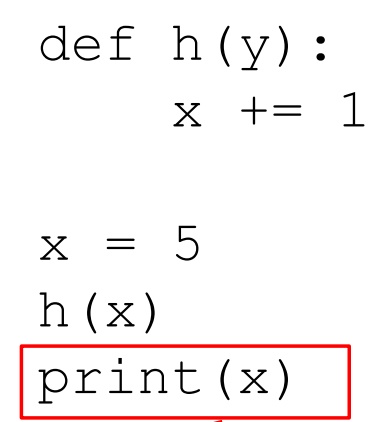 def h(y):
    x += 1

x = 5
h(x)
print(x)